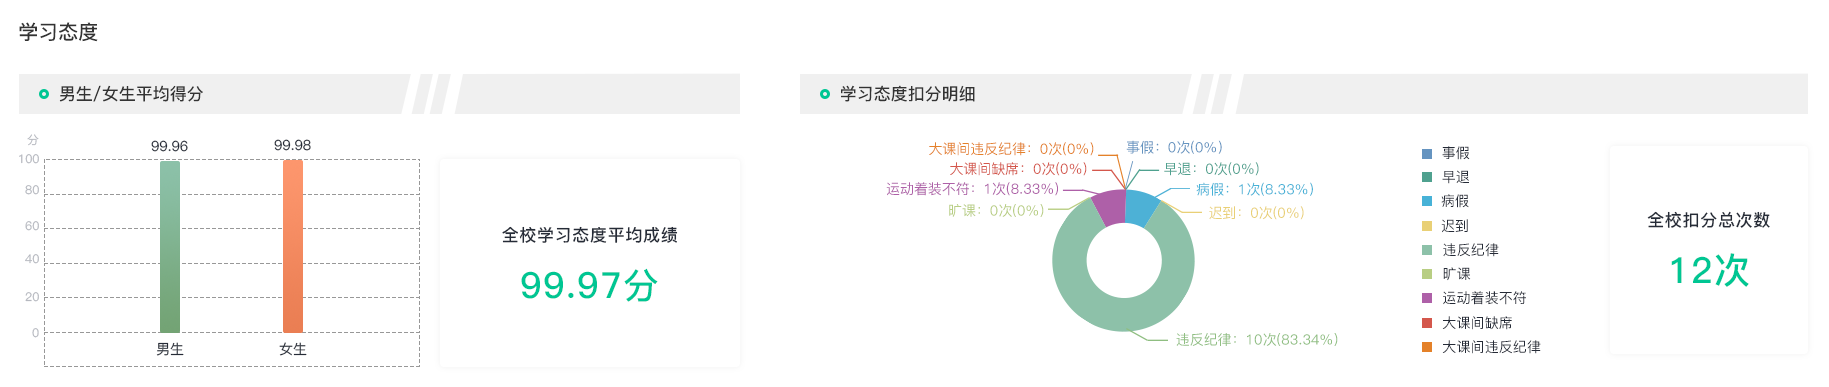 学习态度
男生/女生平均得分
分
100
80
60
40
20
0
99.96
99.98
男生
女生
全校学习态度平均成绩
99.97分
学习态度扣分明细
大课间违反纪律：0次(0%)
事假：0次(0%)
大课间缺席：0次(0%)
早退：0次(0%)
运动着装不符：1次(8.33%)
病假：1次(8.33%)
旷课：0次(0%)
迟到：0次(0%)
违反纪律：10次(83.34%)
事假
早退
病假
迟到
违反纪律
旷课
运动着装不符
大课间缺席
大课间违反纪律
全校扣分总次数
12次